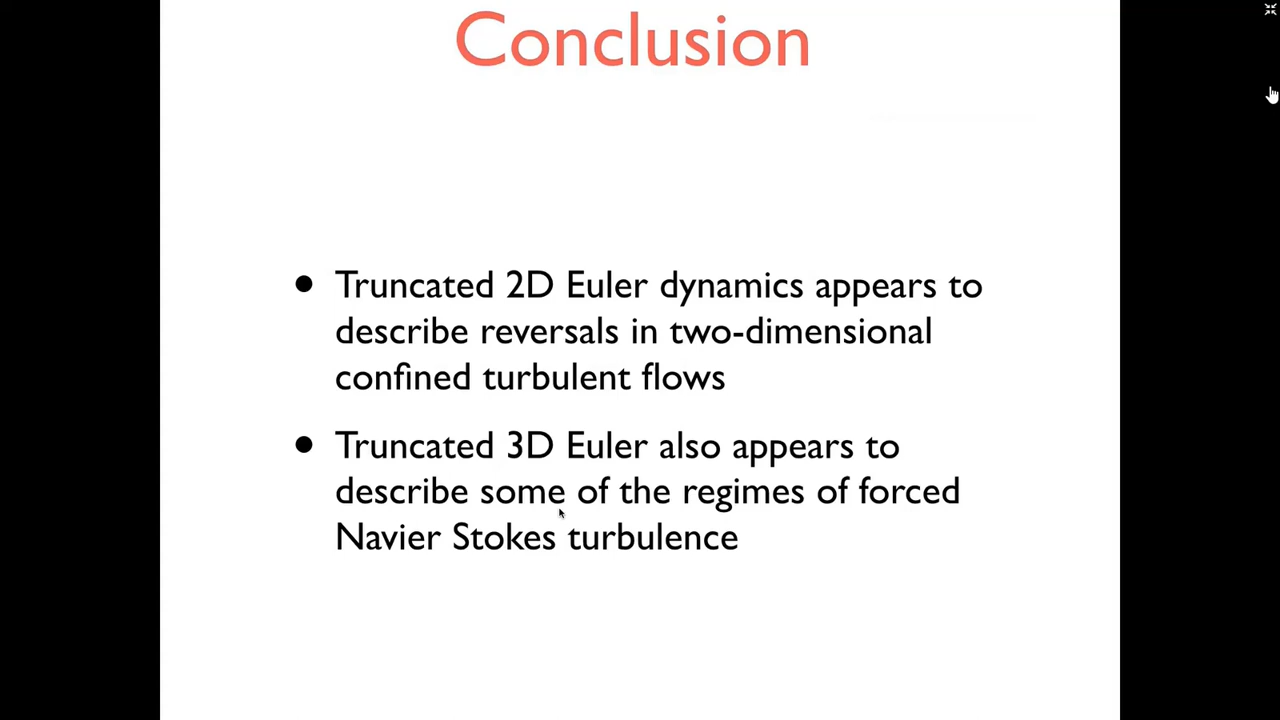 Conclusion
• Truncated 2D Euler dynamics appears to
describe reversals in two-dimensional
confined turbulent flows
• Truncated 3D Euler also appears to
describe some of the regimes of forced
Navier Stokes turbulence